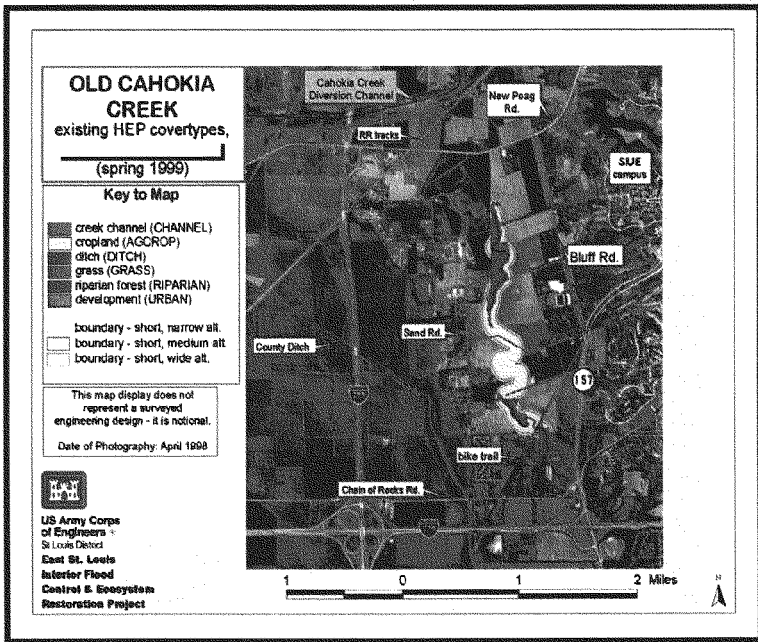 OLD CAHOKIA
CREEK
existing HEP covertypes,
(spring 1999)
Key to Map
creek channel (CHANNEL)
cropland (AGCROP)
ditch (DITCH)
grass (GRASS)
riparian forest (RIPARIAN)
development (URBAN)
boundary - short, narrow alt.
boundary - short, medium alt.
boundary - short, wide alt.
This map display does not
represent a surveyed
engineering design - it is notional.
Date of Photography: April 1998
US Army Corps
of Engineers
St Louis District
East St. Louis
Interior Flood
Control & Ecosystem
Restoration Project
Cahokia Creek
Diversion Channel
New Poag
Rd.
RR tracks
SIUE
campus
Bluff Rd.
Sand Rd.
County Ditch
157
bike trail
Chain of Rocks Rd.
1 0 1 2 Miles
N